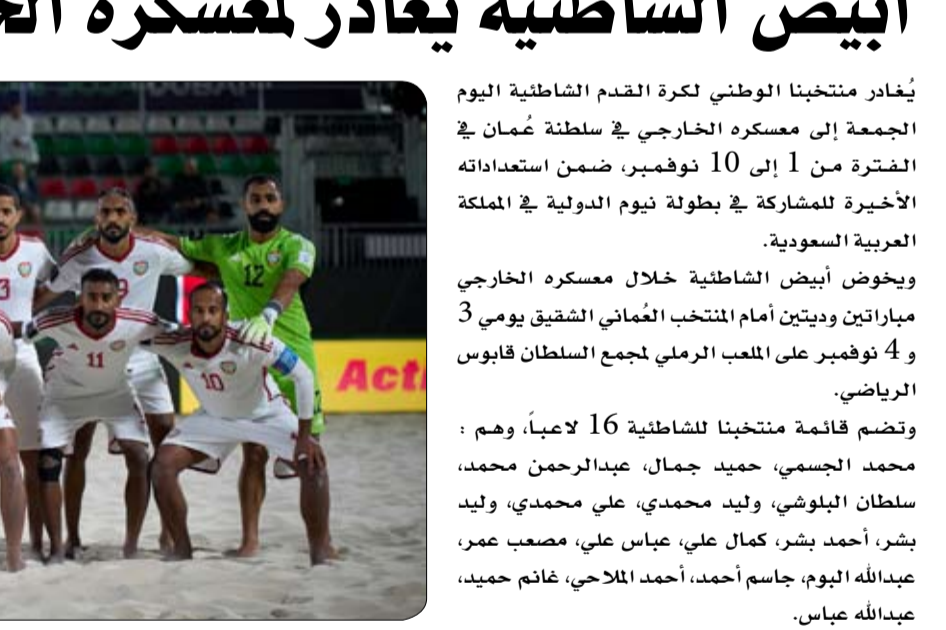 أبيض الشاطئية يغادر لمعسكره
يُغادر منتخبنا الوطني لكرة القدم الشاطئية اليوم
الجمعة إلى معسكره الخارجي في سلطنة عُمان في
الفترة من 1 إلى 10 نوفمبر، ضمن استعداداته
الأخيرة للمشاركة في بطولة نيوم الدولية في المملكة
العربية السعودية.
ويخوض أبيض الشاطئية خلال معسكره الخارجي
مباراتين وديتين أمام المنتخب العُماني الشقيق يومي 3
و 4 نوفمبر على الملعب الرملي لمجمع السلطان قابوس
الرياضي.
وتضم قائمة منتخبنا للشاطئية 16 لاعباً، وهم :
محمد الجسمي، حميد جمال، عبدالرحمن محمد،
سلطان البلوشي، وليد محمدي، علي محمدي، وليد
بشر، أحمد بشر، كمال علي، عباس علي، مصعب عمر،
عبدالله البوم، جاسم أحمد، أحمد الملاحي، غانم حميد،
عبدالله عباس.
12
9
11
10